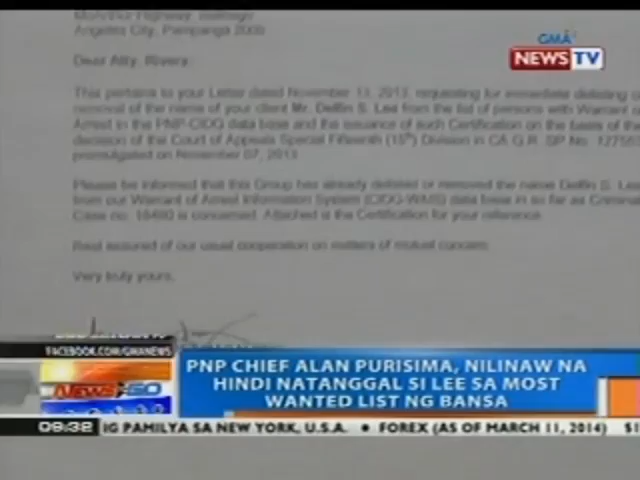 McArthur Highway,
Angeles City, Pampanga 2009
Dear Atty. Rivera,
This pertains to your Letter dated November 13, 2013, requesting for immediate delisting o
removal of the name of your client Mr. Delfin S. Lee from the list of persons with Warrant o
Arrest in the PNP-CIDG data base and the issuance of such Certification on the basis of the
decision of the Court of Appeals Special Fifteenth (15th) Division in CA G.R. SP No.
promulgated on November 07, 2013
Please be informed that this Group has already delisted or removed the name Delfin S. Lee
from our Warrant of Arrest Information System (CIDG-WMS) data base in so far as Criminal
Case no. is concerned. Attached is the Certification for your reference.
Rest assured of our usual cooperation on matters of mutual concern.
Very truly yours,
GMA
NEWS TV
FACEBOOK.COM/GMANEWS
NEWS TO GO
PNP CHIEF ALAN PURISIMA, NILINAW NA
HINDI NATANGGAL SI LEE SA MOST
WANTED LIST NG BANSA
09:32 IG PAMILYA SA NEW YORK, U.S.A. • FOREX (AS OF MARCH 11, 2014) $1